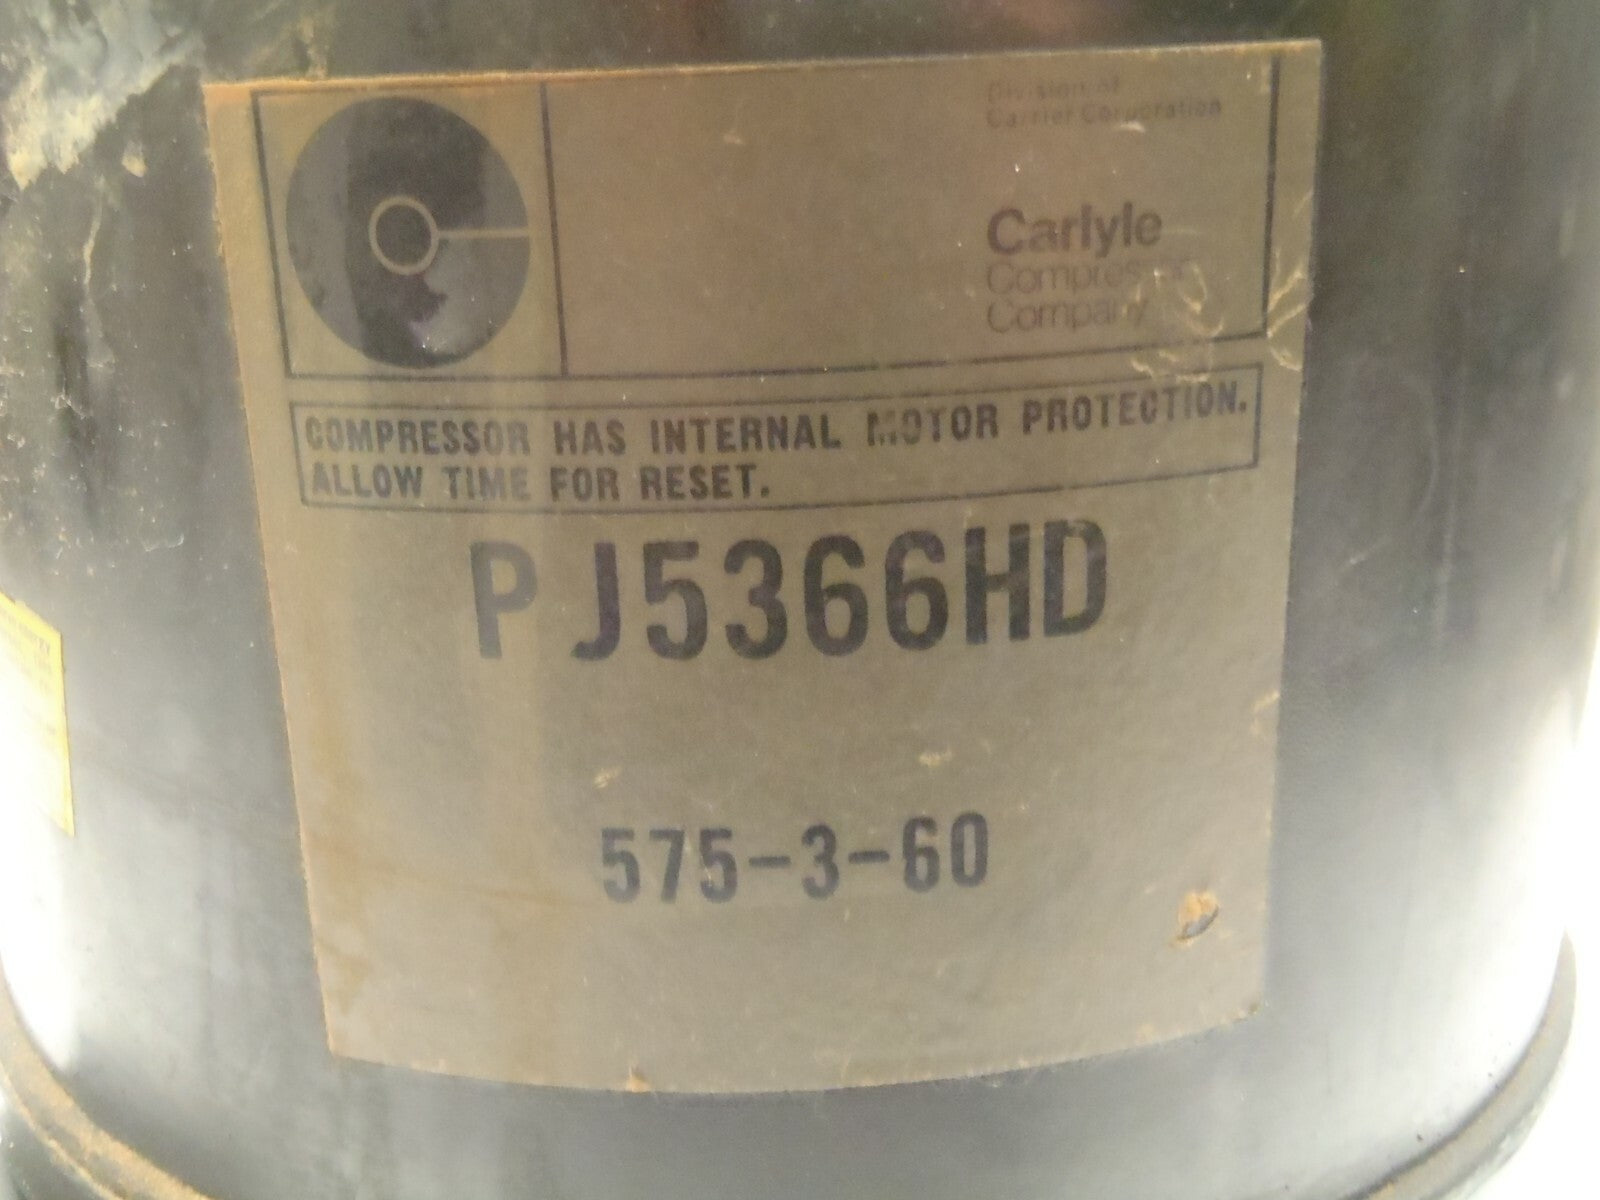 Division of
Carrier Corporation
Carlyle
Compressor
Company
COMPRESSOR HAS INTERNAL MOTOR PROTECTION.
ALLOW TIME FOR RESET.
PJ5366HD
575-3-60